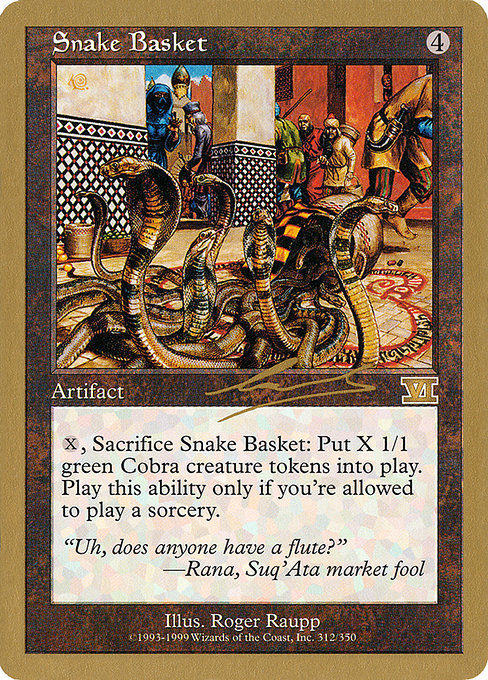 Snake Basket 4
Artifact VI
X, Sacrifice Snake Basket: Put X 1/1
green Cobra creature tokens into play.
Play this ability only if you're allowed
to play a sorcery.
“Uh, does anyone have a flute?”
—Rana, Suq'Ata market fool
Illus. Roger Raupp
©1993-1999 Wizards of the Coast, Inc. 312/350